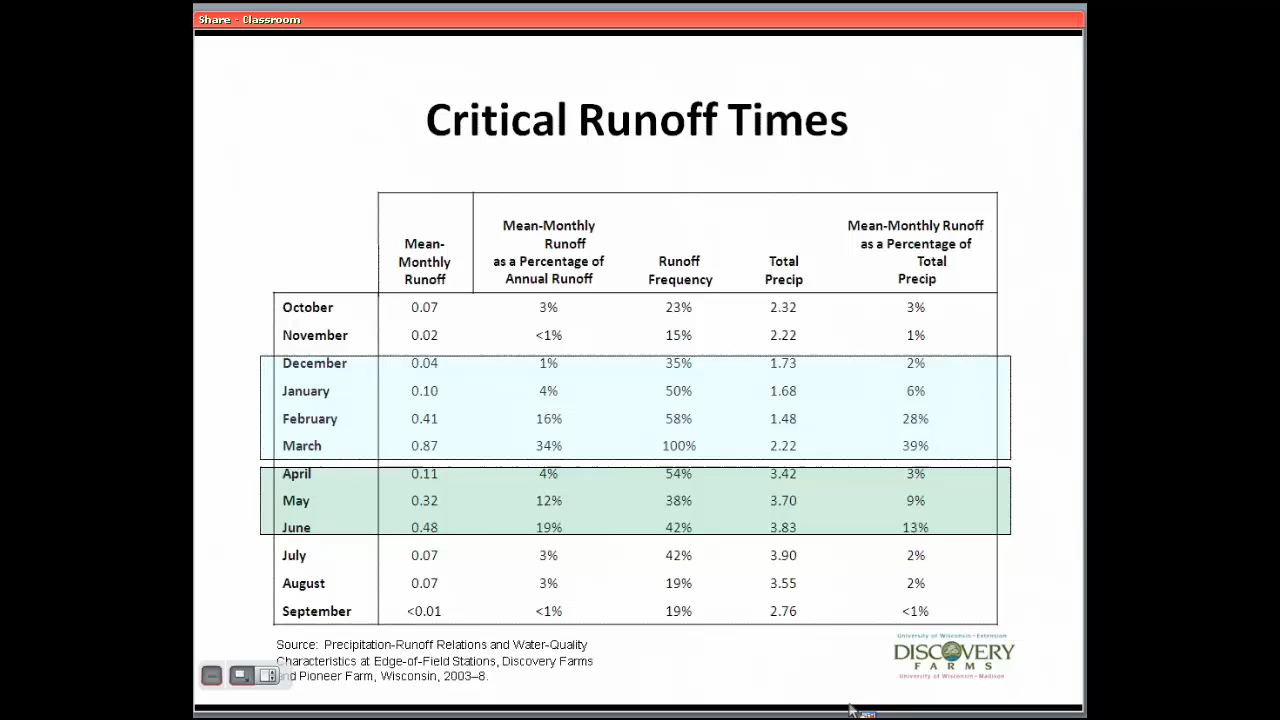 Share - Classroom
Critical Runoff Times
Mean-Monthly Runoff
Mean-Monthly Runoff as a Percentage of Annual Runoff
Runoff Frequency
Total Precip
Mean-Monthly Runoff as a Percentage of Total Precip
October 0.07 3% 23% 2.32 3%
November 0.02 <1% 15% 2.22 1%
December 0.04 1% 35% 1.73 2%
January 0.10 4% 50% 1.68 6%
February 0.41 16% 58% 1.48 28%
March 0.87 34% 100% 2.22 39%
April 0.11 4% 54% 3.42 3%
May 0.32 12% 38% 3.70 9%
June 0.48 19% 42% 3.83 13%
July 0.07 3% 42% 3.90 2%
August 0.07 3% 19% 3.55 2%
September <0.01 <1% 19% 2.76 <1%
Source: Precipitation-Runoff Relations and Water-Quality
Characteristics at Edge-of-Field Stations, Discovery Farms
and Pioneer Farm, Wisconsin, 2003–8.
University of Wisconsin-Extension
DISCOVERY
FARMS
University of Wisconsin-Madison